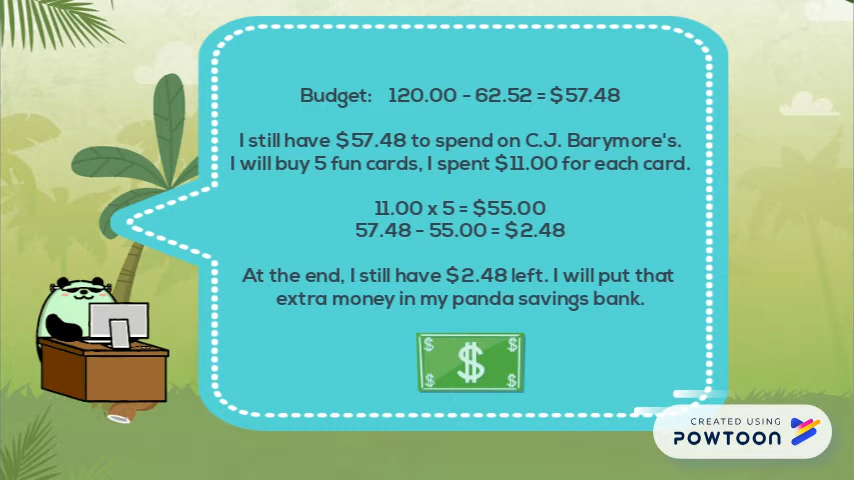 Budget: 120.00 - 62.52 = $57.48
I still have $57.48 to spend on C.J. Barymore's.
I will buy 5 fun cards, I spent $11.00 for each card.
11.00 x 5 = $55.00
57.48 - 55.00 = $2.48
At the end, I still have $2.48 left. I will put that
extra money in my panda savings bank.
$ $
$
$ $
CREATED USING
POWTOON